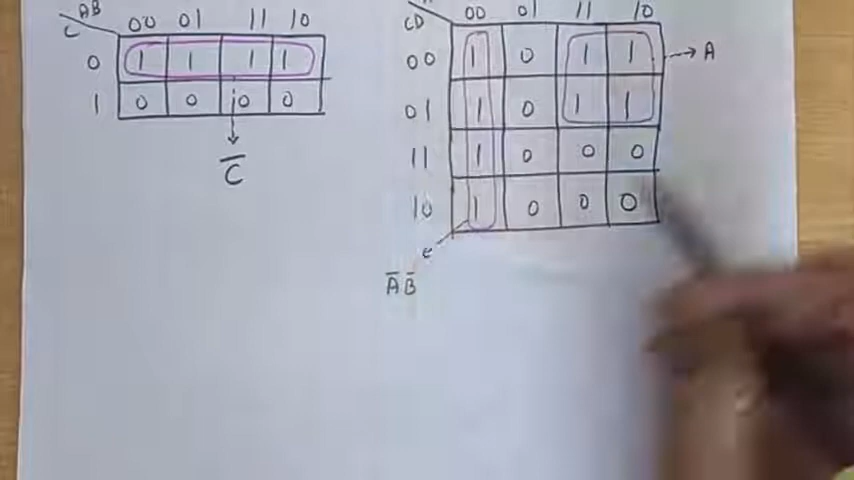 AB
C
00 01 11 10
0 1 1 1 1
1 0 0 0 0
C̅
CD
00 01 11 10
00 1 0 1 1 → A
01 1 0 1 1
11 1 0 0 0
10 1 0 0 0
A̅ B̅